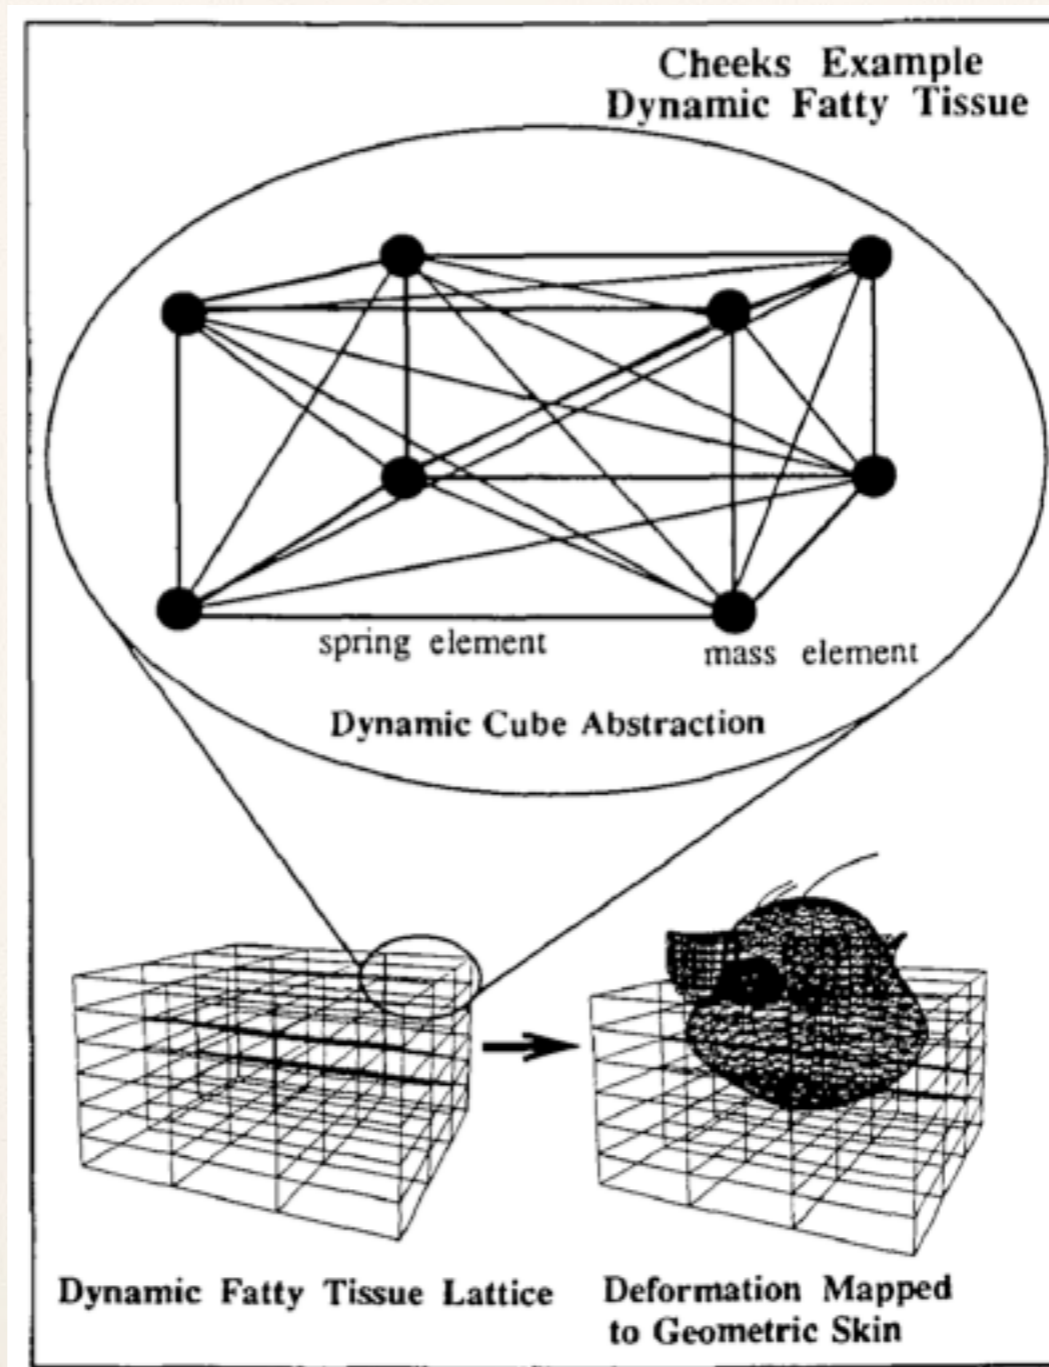 Cheeks Example
Dynamic Fatty Tissue
spring element
mass element
Dynamic Cube Abstraction
Dynamic Fatty Tissue Lattice
Deformation Mapped
to Geometric Skin